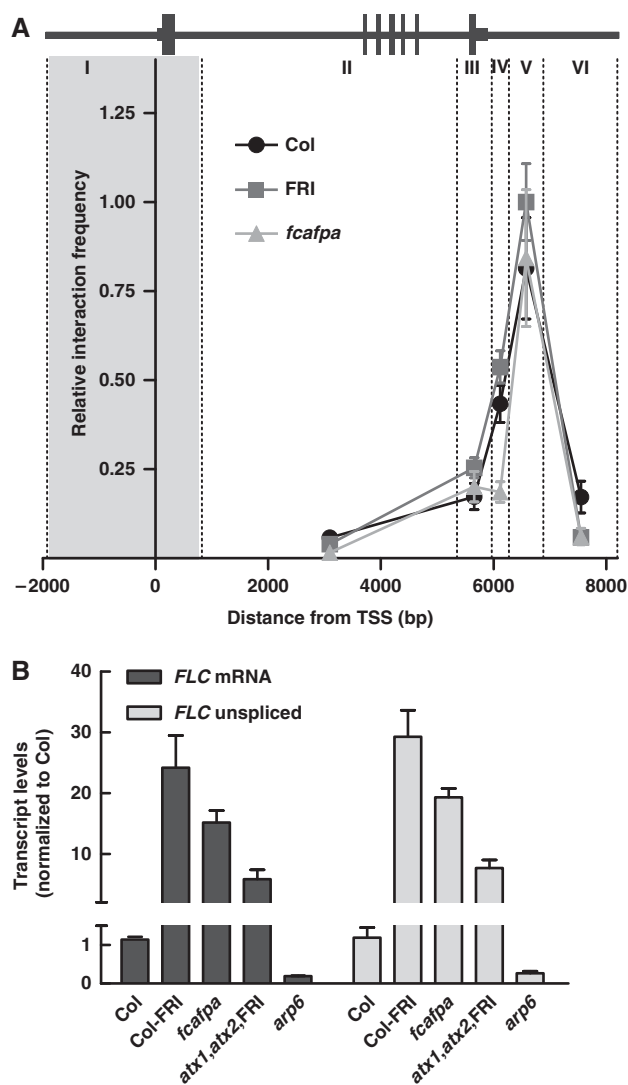 A
I II III IV V VI
1.25
1.00
0.75
0.50
0.25
Relative interaction frequency
Col
FRI
fcafpa
−2000 0 2000 4000 6000 8000
Distance from TSS (bp)
B
40
30
20
10
1
0
Transcript levels
(normalized to Col)
FLC mRNA
FLC unspliced
Col Col-FRI fcafpa atx1,atx2,FRI arp6 Col Col-FRI fcafpa atx1,atx2,FRI arp6